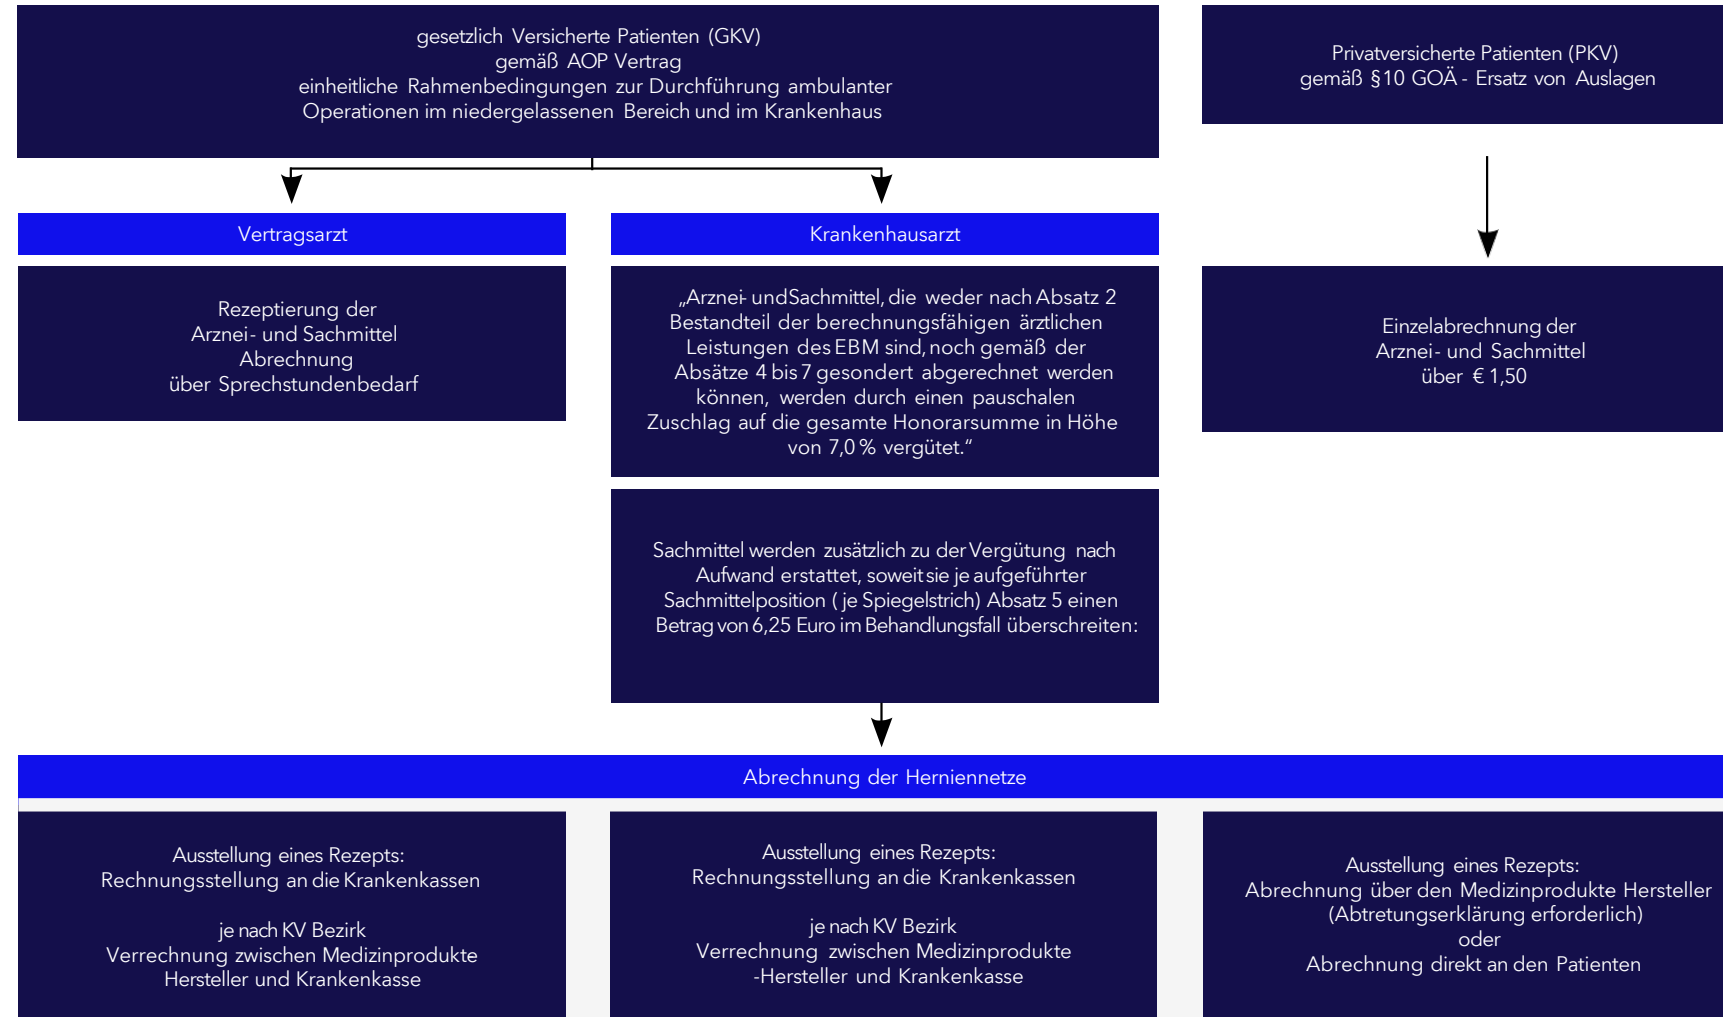 gesetzlich Versicherte Patienten (GKV)
gemäß AOP Vertrag
einheitliche Rahmenbedingungen zur Durchführung ambulanter
Operationen im niedergelassenen Bereich und im Krankenhaus
Privatversicherte Patienten (PKV)
gemäß §10 GOÄ - Ersatz von Auslagen
Vertragsarzt
Rezeptierung der
Arznei- und Sachmittel
Abrechnung
über Sprechstundenbedarf
Krankenhausarzt
„Arznei- und Sachmittel, die weder nach Absatz 2
Bestandteil der berechnungsfähigen ärztlichen
Leistungen des EBM sind, noch gemäß der
Absätze 4 bis 7 gesondert abgerechnet werden
können, werden durch einen pauschalen
Zuschlag auf die gesamte Honorarsumme in Höhe
von 7,0 % vergütet.“
Sachmittel werden zusätzlich zu der Vergütung nach
Aufwand erstattet, soweit sie je aufgeführter
Sachmittelposition ( je Spiegelstrich) Absatz 5 einen
Betrag von 6,25 Euro im Behandlungsfall überschreiten:
Einzelabrechnung der
Arznei- und Sachmittel
über € 1,50
Abrechnung der Herniennetze
Ausstellung eines Rezepts:
Rechnungsstellung an die Krankenkassen
je nach KV Bezirk
Verrechnung zwischen Medizinprodukte
Hersteller und Krankenkasse
Ausstellung eines Rezepts:
Rechnungsstellung an die Krankenkassen
je nach KV Bezirk
Verrechnung zwischen Medizinprodukte
-Hersteller und Krankenkasse
Ausstellung eines Rezepts:
Abrechnung über den Medizinprodukte Hersteller
(Abtretungserklärung erforderlich)
oder
Abrechnung direkt an den Patienten